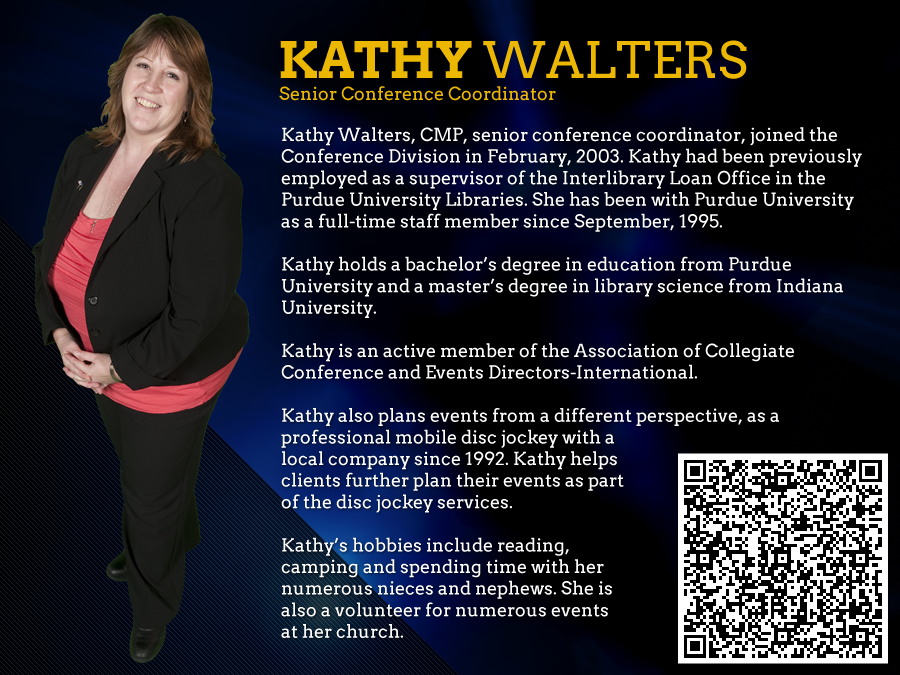 KATHY WALTERS
Senior Conference Coordinator
Kathy Walters, CMP, senior conference coordinator, joined the
Conference Division in February, 2003. Kathy had been previously
employed as a supervisor of the Interlibrary Loan Office in the
Purdue University Libraries. She has been with Purdue University
as a full-time staff member since September, 1995.
Kathy holds a bachelor’s degree in education from Purdue
University and a master’s degree in library science from Indiana
University.
Kathy is an active member of the Association of Collegiate
Conference and Events Directors-International.
Kathy also plans events from a different perspective, as a
professional mobile disc jockey with a
local company since 1992. Kathy helps
clients further plan their events as part
of the disc jockey services.
Kathy’s hobbies include reading,
camping and spending time with her
numerous nieces and nephews. She is
also a volunteer for numerous events
at her church.